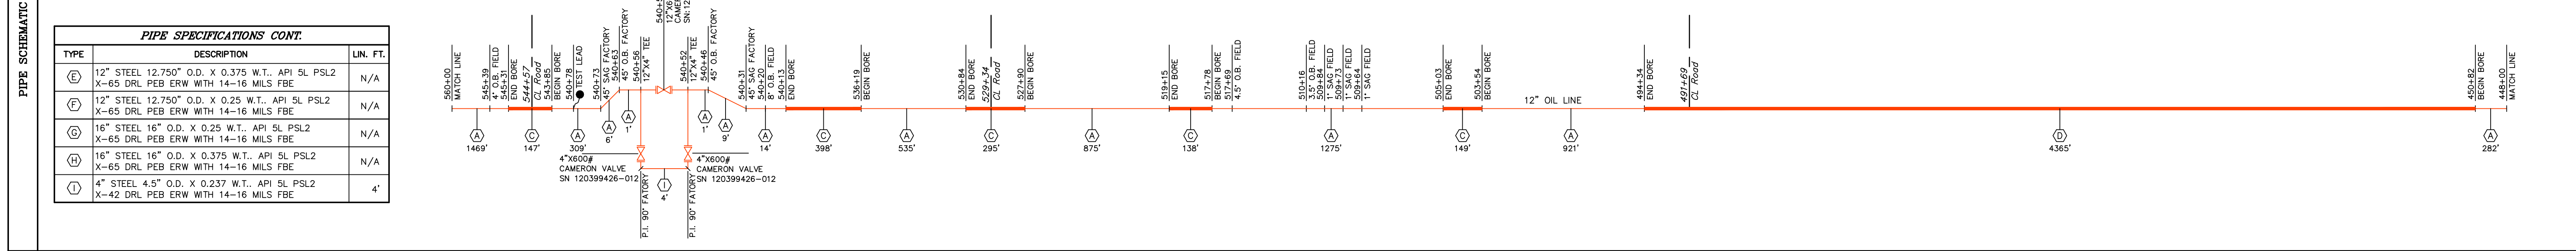 PIPE SCHEMATIC
PIPE SPECIFICATIONS CONT.
TYPE DESCRIPTION LIN. FT.
E 12" STEEL 12.750" O.D. X 0.375 W.T.. API 5L PSL2 N/A
X-65 DRL PEB ERW WITH 14-16 MILS FBE
F 12" STEEL 12.750" O.D. X 0.25 W.T.. API 5L PSL2 N/A
X-65 DRL PEB ERW WITH 14-16 MILS FBE
G 16" STEEL 16" O.D. X 0.25 W.T.. API 5L PSL2 N/A
X-65 DRL PEB ERW WITH 14-16 MILS FBE
H 16" STEEL 16" O.D. X 0.375 W.T.. API 5L PSL2 N/A
X-65 DRL PEB ERW WITH 14-16 MILS FBE
I 4" STEEL 4.5" O.D. X 0.237 W.T.. API 5L PSL2 4'
X-42 DRL PEB ERW WITH 14-16 MILS FBE
560+00
MATCH LINE
545+39
4° O.B. FIELD
545+31
END BORE
544+57
CL Road
543+85
BEGIN BORE
540+78
TEST LEAD
540+73
45° SAG FACTORY
540+63
45° O.B. FACTORY
540+56
12"X4" TEE
540+52
12"X4" TEE
540+46
45° O.B. FACTORY
540+31
45° SAG FACTORY
540+20
540+13
END BORE
536+19
BEGIN BORE
530+84
END BORE
529+34
CL Road
527+90
BEGIN BORE
519+15
END BORE
517+78
BEGIN BORE
517+69
4.5° O.B. FIELD
510+16
3.5° O.B. FIELD
509+84
1° SAG FIELD
509+73
1° SAG FIELD
509+64
1° SAG FIELD
505+03
END BORE
503+54
BEGIN BORE
12" OIL LINE
494+34
END BORE
491+69
CL Road
450+82
BEGIN BORE
448+00
MATCH LINE
A
1469'
C
147'
A
309'
A
6'
A
1'
A
1'
A
9'
A
14'
C
398'
A
535'
C
295'
A
875'
C
138'
A
1275'
C
149'
A
921'
D
4365'
A
282'
4"X600#
CAMERON VALVE
SN 120399426-012
4"X600#
CAMERON VALVE
SN 120399426-012
I
4'
P.I. 90° FATORY
P.I. 90° FATORY